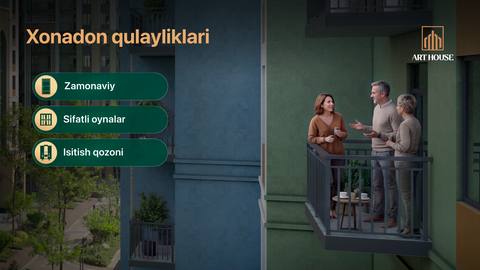 Xonadon qulayliklari
ART HOUSE
Zamonaviy
Sifatli oynalar
Isitish qozoni